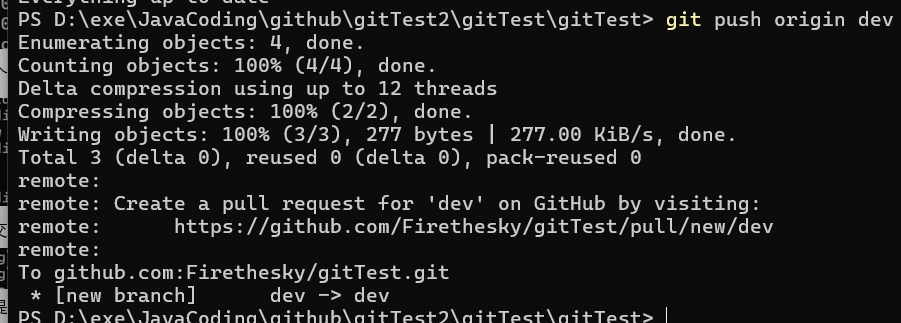 Everything up-to-date
PS D:\exe\JavaCoding\github\gitTest2\gitTest\gitTest> git push origin dev
Enumerating objects: 4, done.
Counting objects: 100% (4/4), done.
Delta compression using up to 12 threads
Compressing objects: 100% (2/2), done.
Writing objects: 100% (3/3), 277 bytes | 277.00 KiB/s, done.
Total 3 (delta 0), reused 0 (delta 0), pack-reused 0
remote:
remote: Create a pull request for 'dev' on GitHub by visiting:
remote:      https://github.com/Firethesky/gitTest/pull/new/dev
remote:
To github.com:Firethesky/gitTest.git
 * [new branch]      dev -> dev
PS D:\exe\JavaCoding\github\gitTest2\gitTest\gitTest>